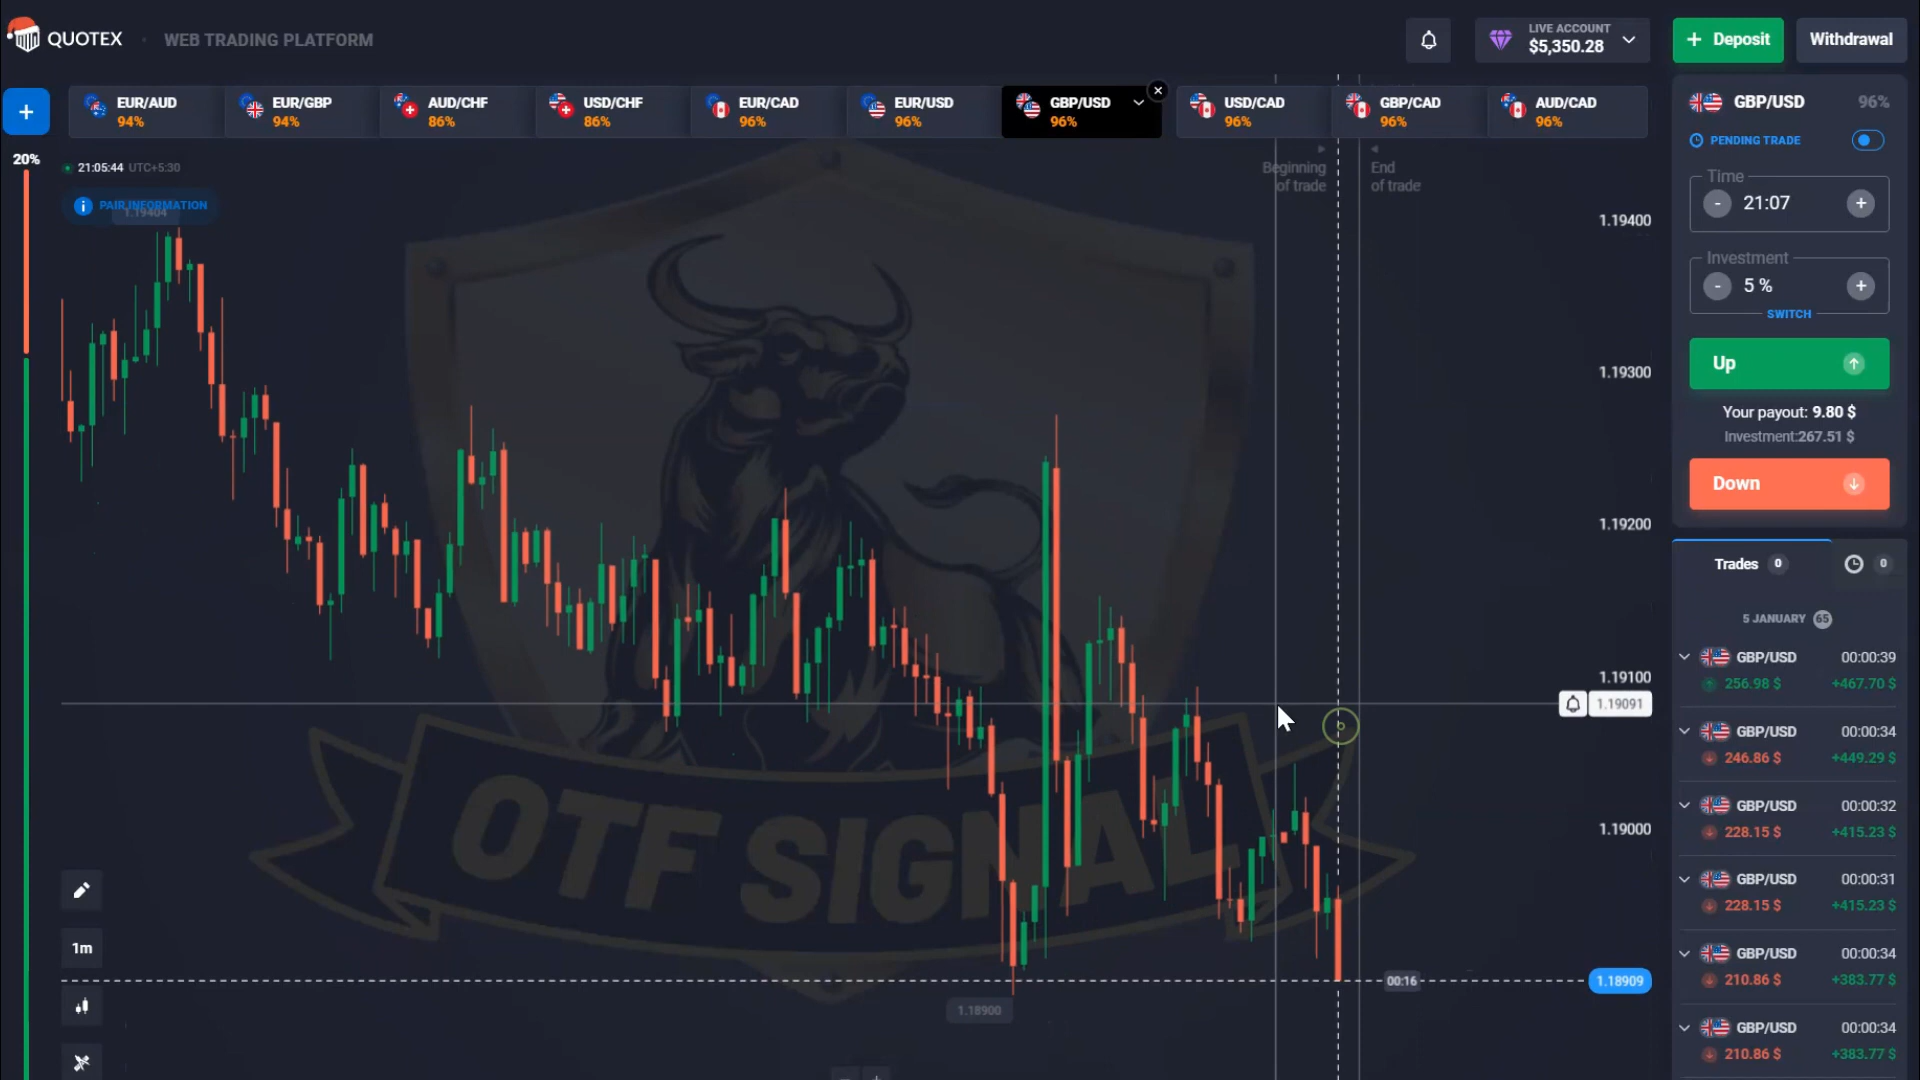 QUOTEX
WEB TRADING PLATFORM
LIVE ACCOUNT
$5,350.28
+ Deposit
Withdrawal
+
EUR/AUD
94%
EUR/GBP
94%
AUD/CHF
86%
USD/CHF
86%
EUR/CAD
96%
EUR/USD
96%
GBP/USD
96%
USD/CAD
96%
GBP/CAD
96%
AUD/CAD
96%
20%
21:05:44 UTC+5:30
PAIR INFORMATION
1.19404
Beginning
of trade
End
of trade
1.19400
1.19300
1.19200
1.19100
1.19091
1.19000
00:16
1.18909
1.18900
OTF SIGNAL
1m
GBP/USD 96%
PENDING TRADE
Time
- 21:07 +
Investment
- 5 % +
SWITCH
Up
Your payout: 9.80 $
Investment:267.51 $
Down
Trades 0
0
5 JANUARY 65
GBP/USD 00:00:39
256.98 $ +467.70 $
GBP/USD 00:00:34
246.86 $ +449.29 $
GBP/USD 00:00:32
228.15 $ +415.23 $
GBP/USD 00:00:31
228.15 $ +415.23 $
GBP/USD 00:00:34
210.86 $ +383.77 $
GBP/USD 00:00:34
210.86 $ +383.77 $